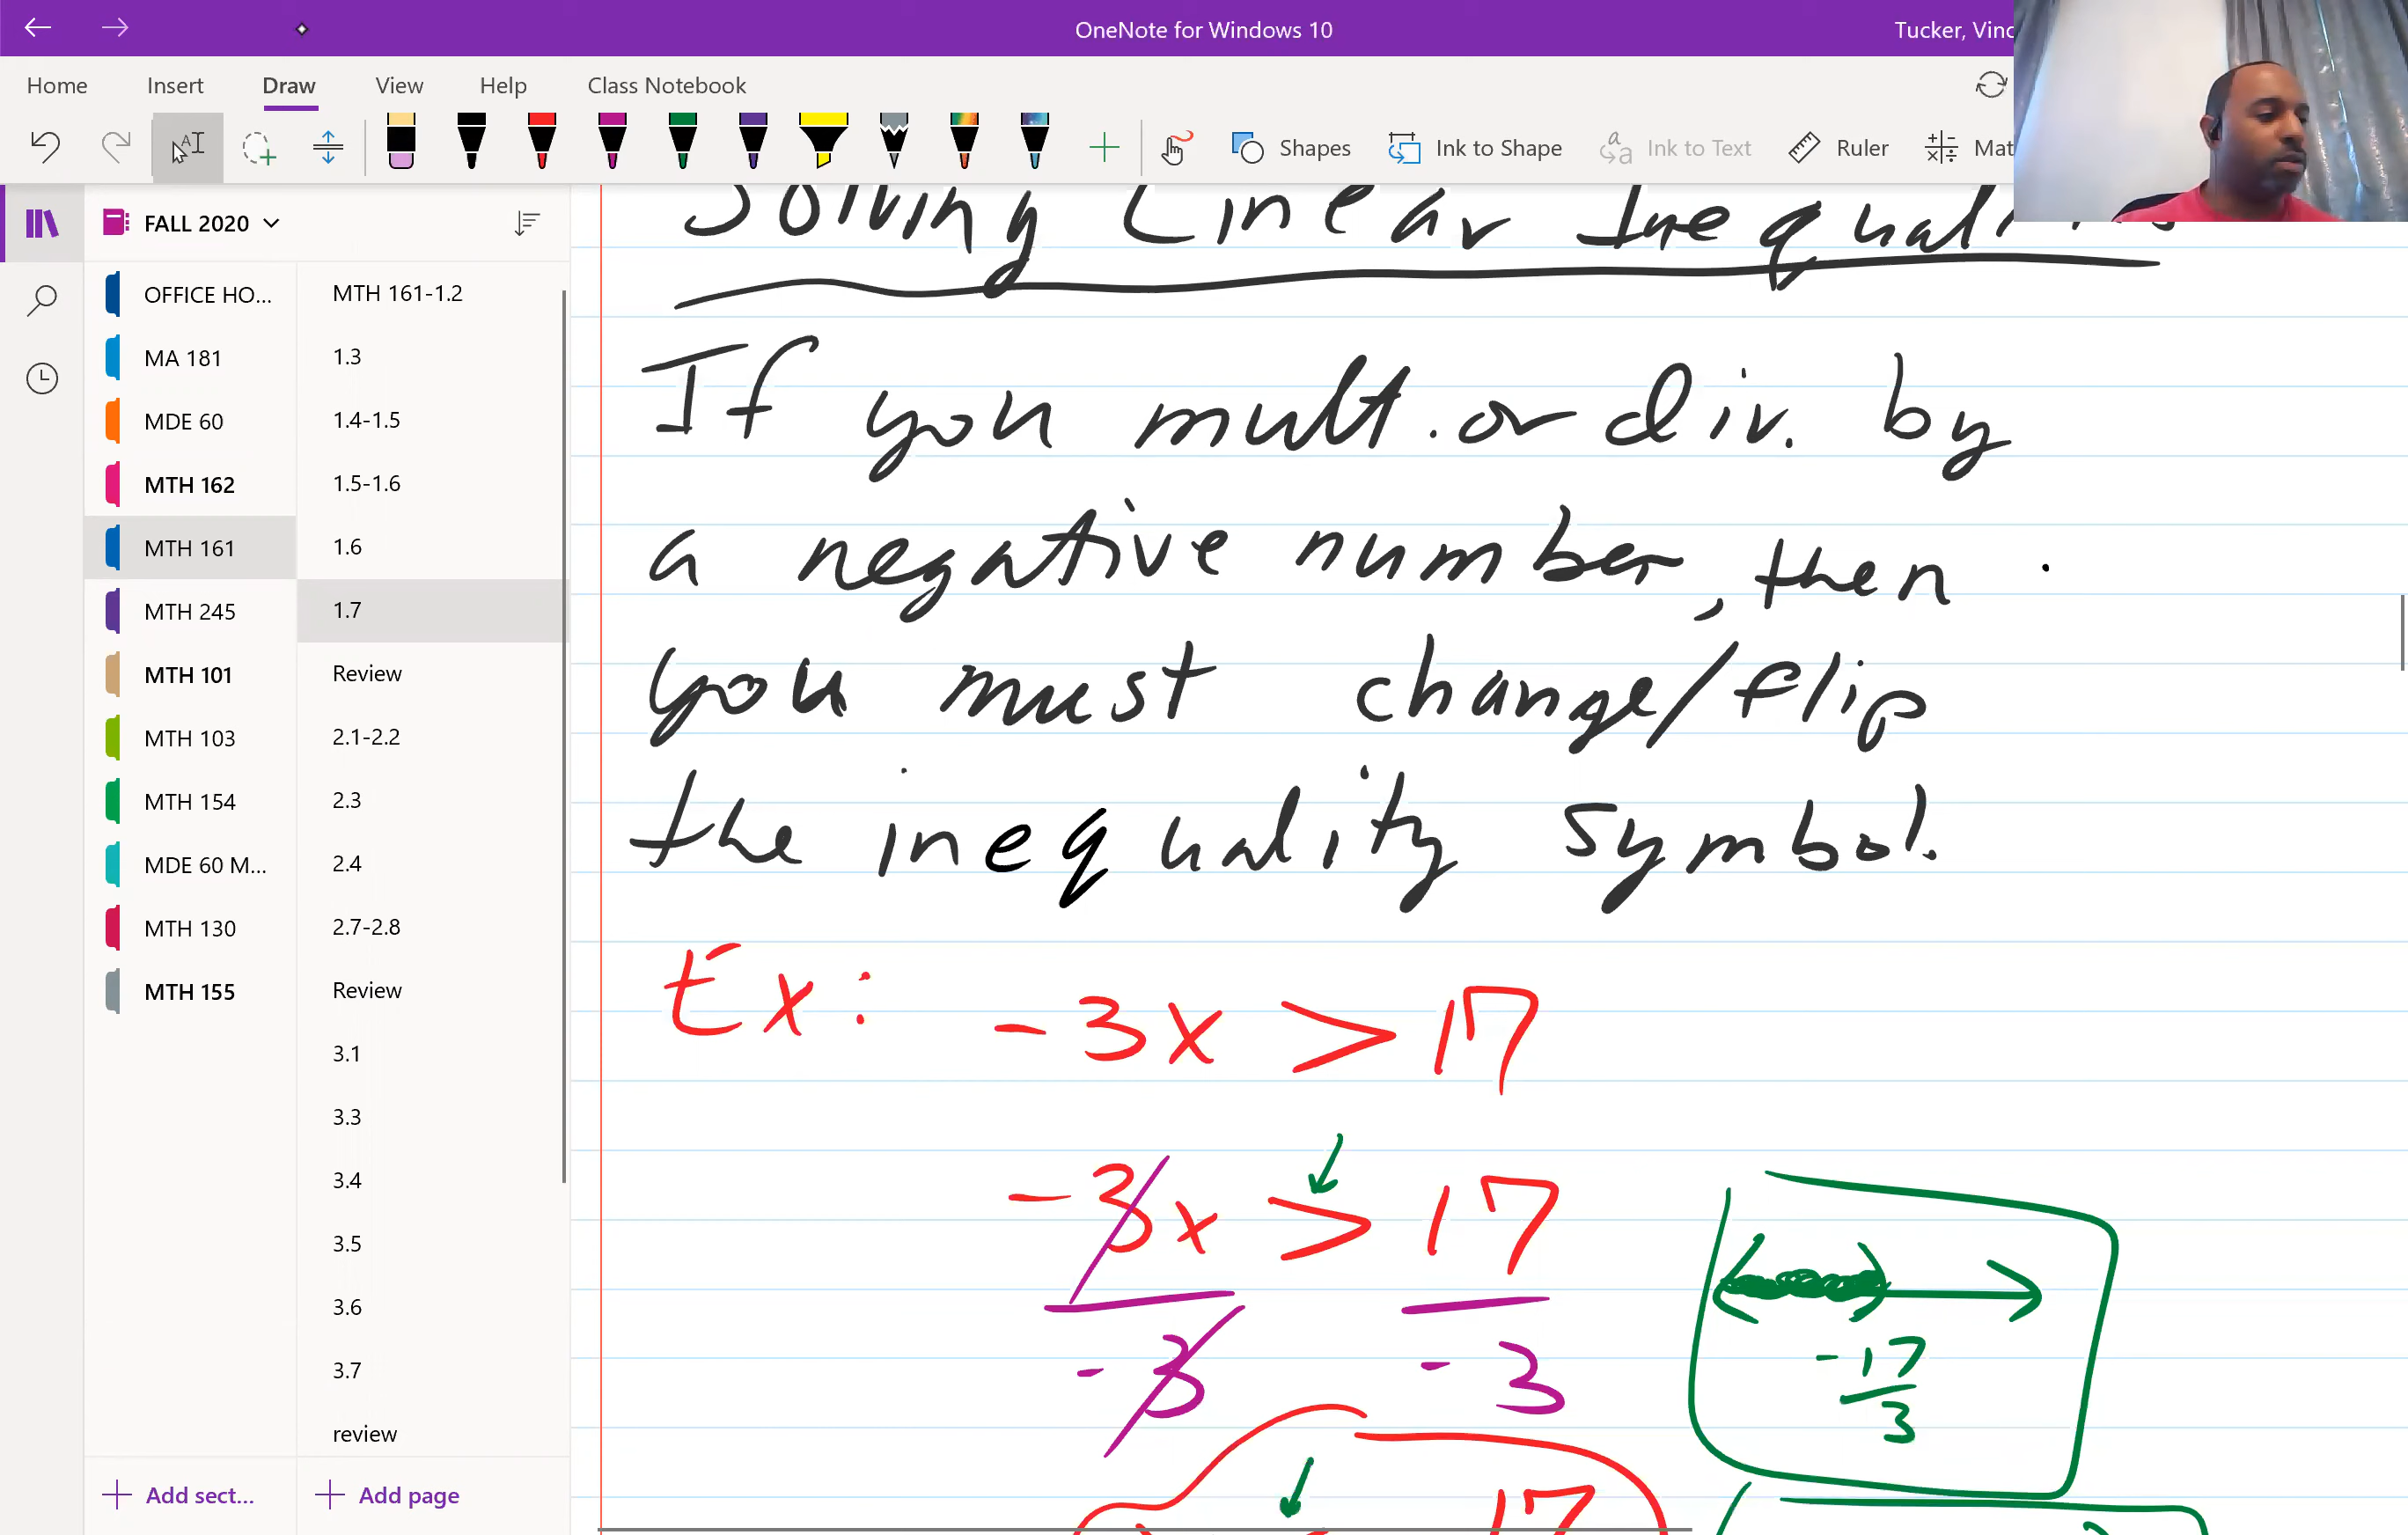 OneNote for Windows 10
Tucker, Vinc
Home Insert Draw View Help Class Notebook
Shapes Ink to Shape Ink to Text Ruler Mat
FALL 2020
OFFICE HO...
MA 181
MDE 60
MTH 162
MTH 161
MTH 245
MTH 101
MTH 103
MTH 154
MDE 60 M...
MTH 130
MTH 155
Add sect...
MTH 161-1.2
1.3
1.4-1.5
1.5-1.6
1.6
1.7
Review
2.1-2.2
2.3
2.4
2.7-2.8
Review
3.1
3.3
3.4
3.5
3.6
3.7
review
Add page
Solving Linear
If you mult. or div. by
a negative number, then
you must change/flip
the inequality symbol.
Ex: -3x > 17
-3x > 17
-3 -3
-17
3
17